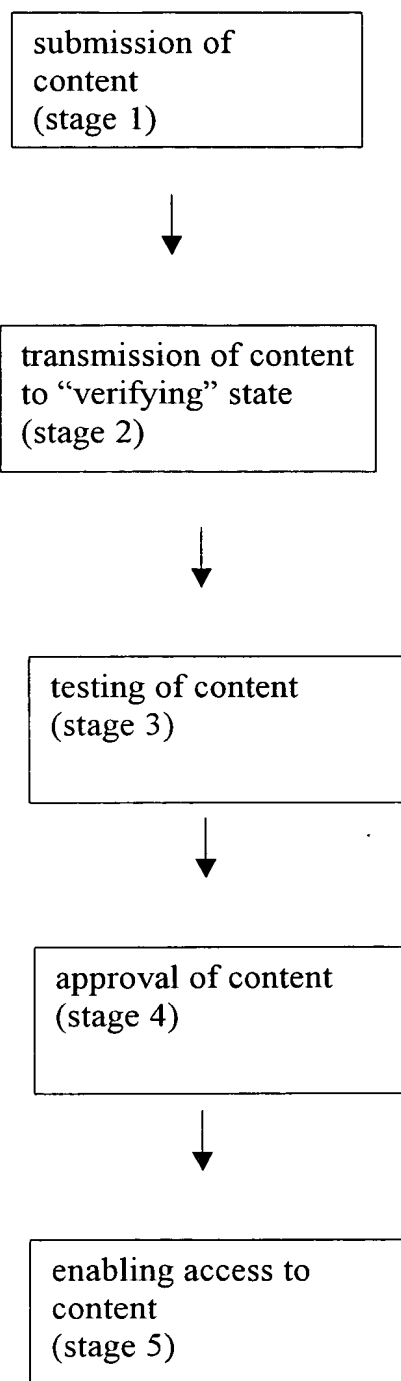 submission of
content
(stage 1)
transmission of content
to “verifying” state
(stage 2)
testing of content
(stage 3)
approval of content
(stage 4)
enabling access to
content
(stage 5)